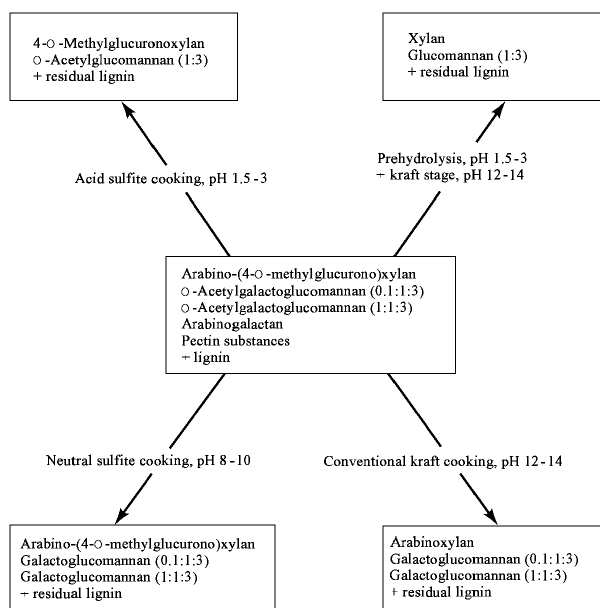 4-O-Methylglucuronoxylan
O-Acetylglucomannan (1:3)
+ residual lignin
Xylan
Glucomannan (1:3)
+ residual lignin
Acid sulfite cooking, pH 1.5-3
Prehydrolysis, pH 1.5-3
+ kraft stage, pH 12-14
Arabino-(4-O-methylglucurono)xylan
O-Acetylgalactoglucomannan (0.1:1:3)
O-Acetylgalactoglucomannan (1:1:3)
Arabinogalactan
Pectin substances
+ lignin
Neutral sulfite cooking, pH 8-10
Conventional kraft cooking, pH 12-14
Arabino-(4-O-methylglucurono)xylan
Galactoglucomannan (0.1:1:3)
Galactoglucomannan (1:1:3)
+ residual lignin
Arabinoxylan
Galactoglucomannan (0.1:1:3)
Galactoglucomannan (1:1:3)
+ residual lignin